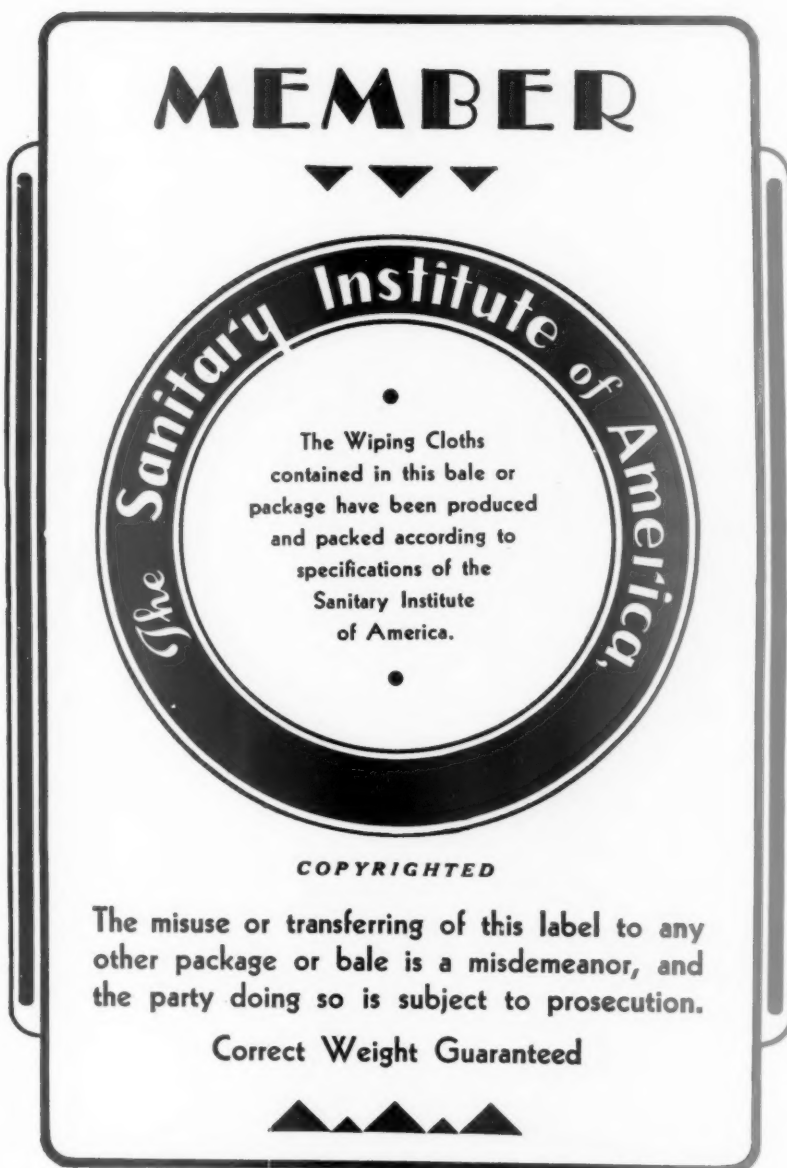 MEMBER
The Sanitary Institute of America,
The Wiping Cloths
contained in this bale or
package have been produced
and packed according to
specifications of the
Sanitary Institute
of America.
COPYRIGHTED
The misuse or transferring of this label to any
other package or bale is a misdemeanor, and
the party doing so is subject to prosecution.
Correct Weight Guaranteed